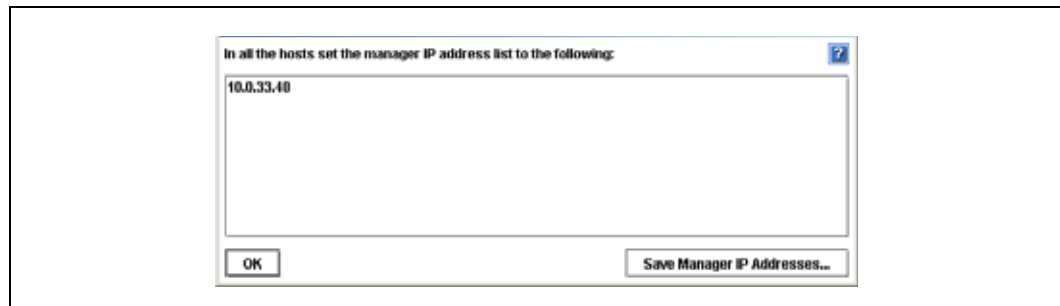 In all the hosts set the manager IP address list to the following:
?
10.0.33.40
OK
Save Manager IP Addresses...